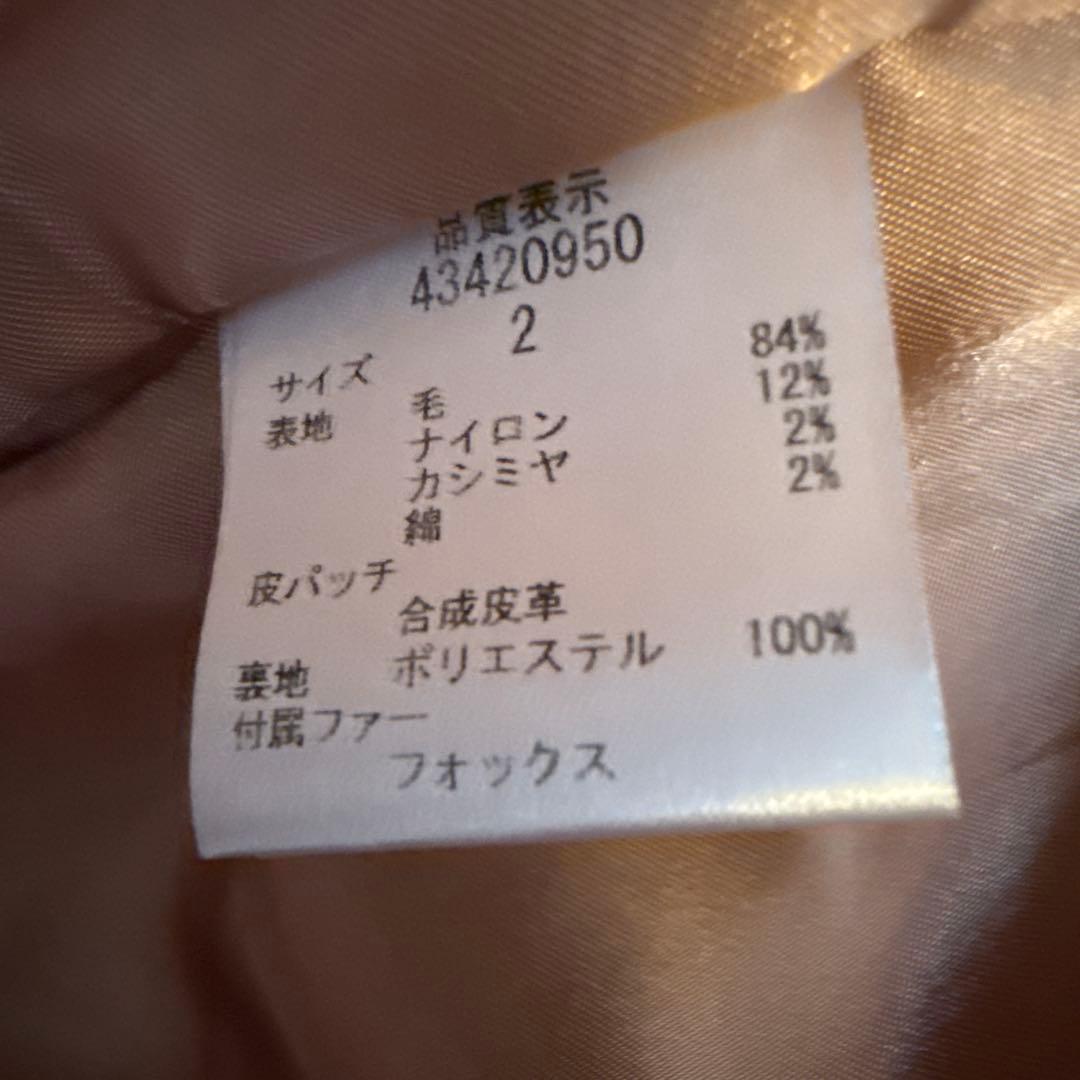 品質表示
43420950
サイズ 2
表地 毛 84%
ナイロン 12%
カシミヤ 2%
綿 2%
皮パッチ
合成皮革
裏地 ポリエステル 100%
付属ファー
フォックス